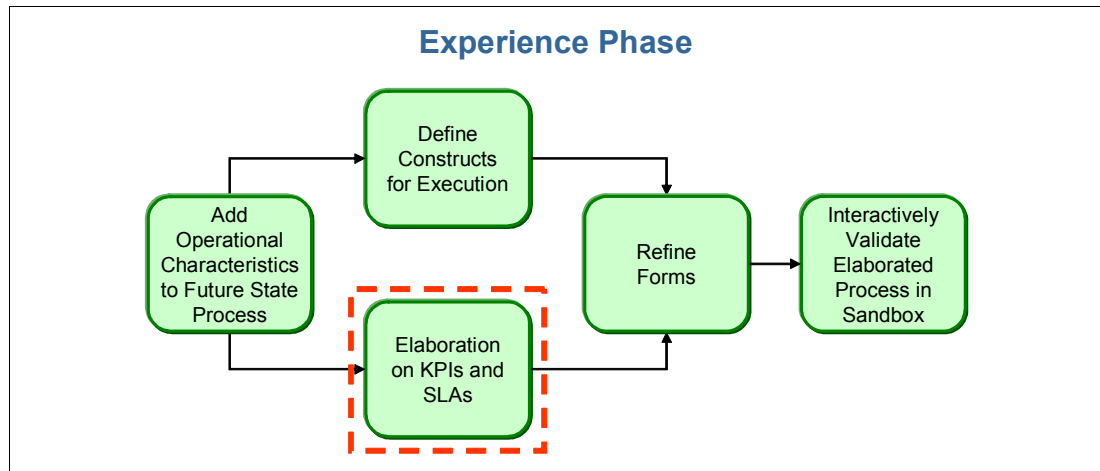 Experience Phase
Define
Constructs
for Execution
Add
Operational
Characteristics
to Future State
Process
Refine
Forms
Interactively
Validate
Elaborated
Process in
Sandbox
Elaboration
on KPIs and
SLAs